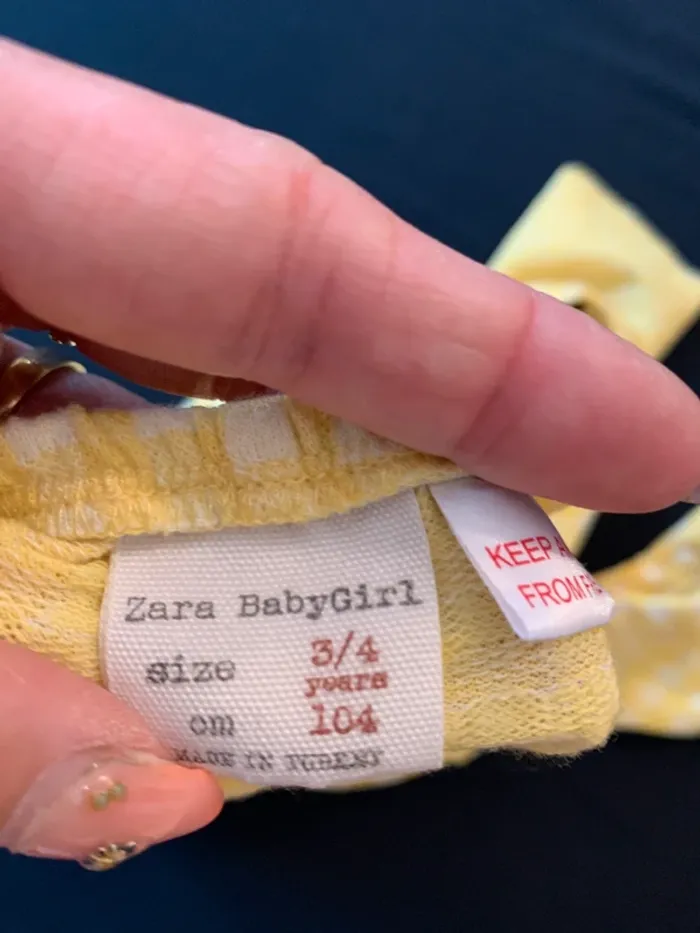 Zara BabyGirl
size 3/4
years
cm 104
MADE IN TURKEY
KEEP
FROM